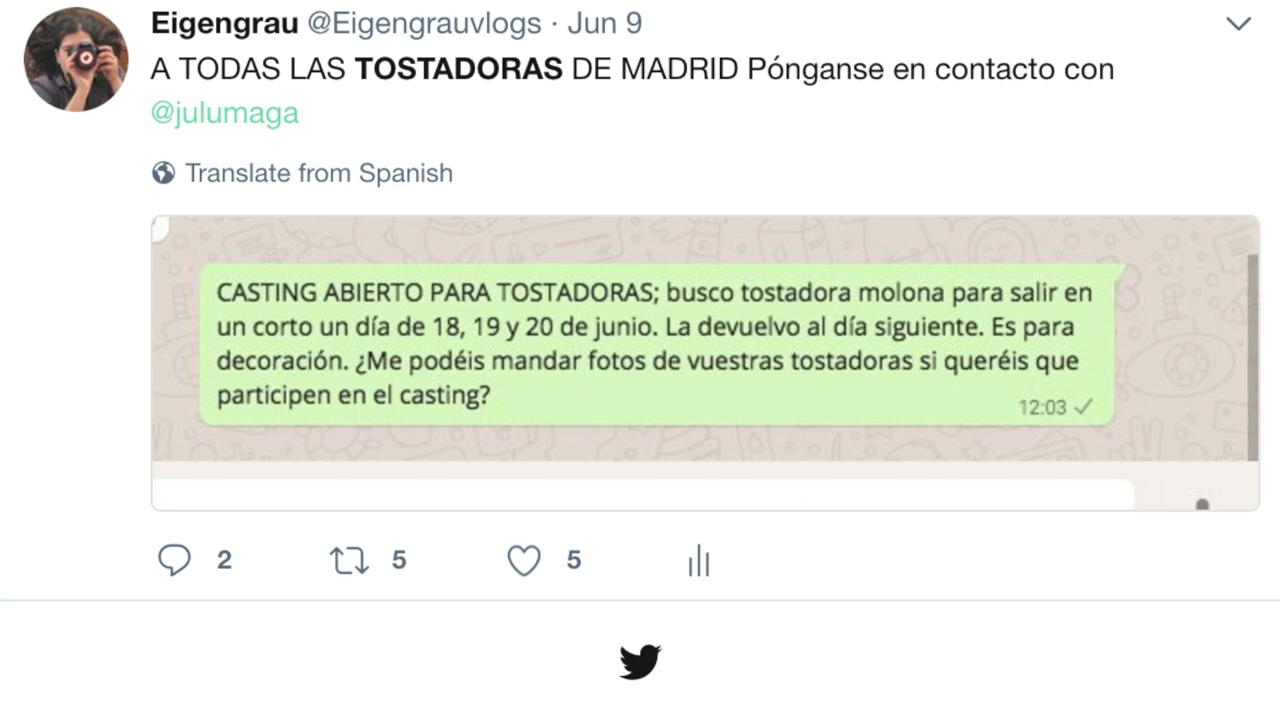 Eigengrau @Eigengrauvlogs · Jun 9
A TODAS LAS TOSTADORAS DE MADRID Pónganse en contacto con
@julumaga
Translate from Spanish
CASTING ABIERTO PARA TOSTADORAS; busco tostadora molona para salir en
un corto un día de 18, 19 y 20 de junio. La devuelvo al día siguiente. Es para
decoración. ¿Me podéis mandar fotos de vuestras tostadoras si queréis que
participen en el casting?
12:03
2 5 5